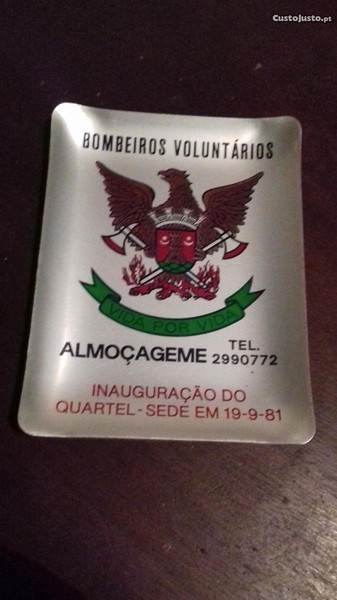 CustoJusto.pt
BOMBEIROS VOLUNTÁRIOS
VIDA POR VIDA
ALMOÇAGEME TEL. 2990772
INAUGURAÇÃO DO
QUARTEL-SEDE EM 19-9-81